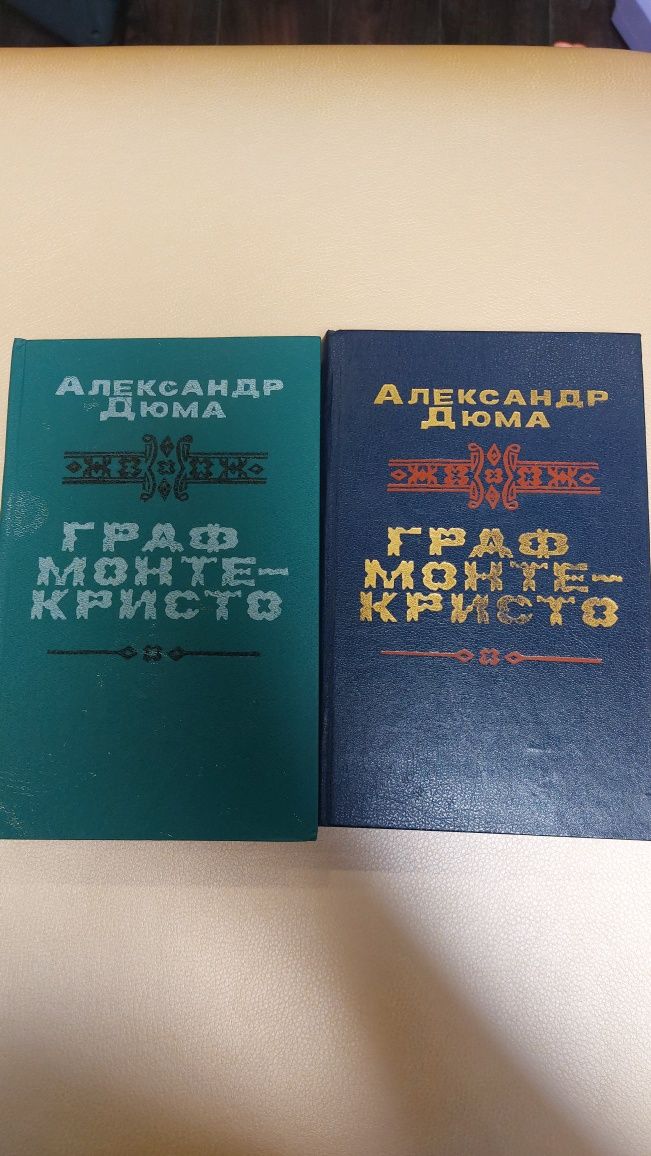 Александр
Дюма
ГРАФ
МОНТЕ-
КРИСТО
Александр
Дюма
ГРАФ
МОНТЕ-
КРИСТО